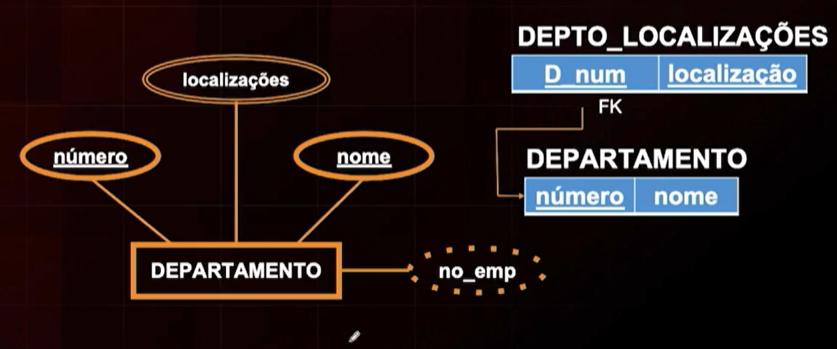 localizações
número
nome
DEPARTAMENTO
no_emp
DEPTO_LOCALIZAÇÕES
D_num localização
FK
DEPARTAMENTO
número nome